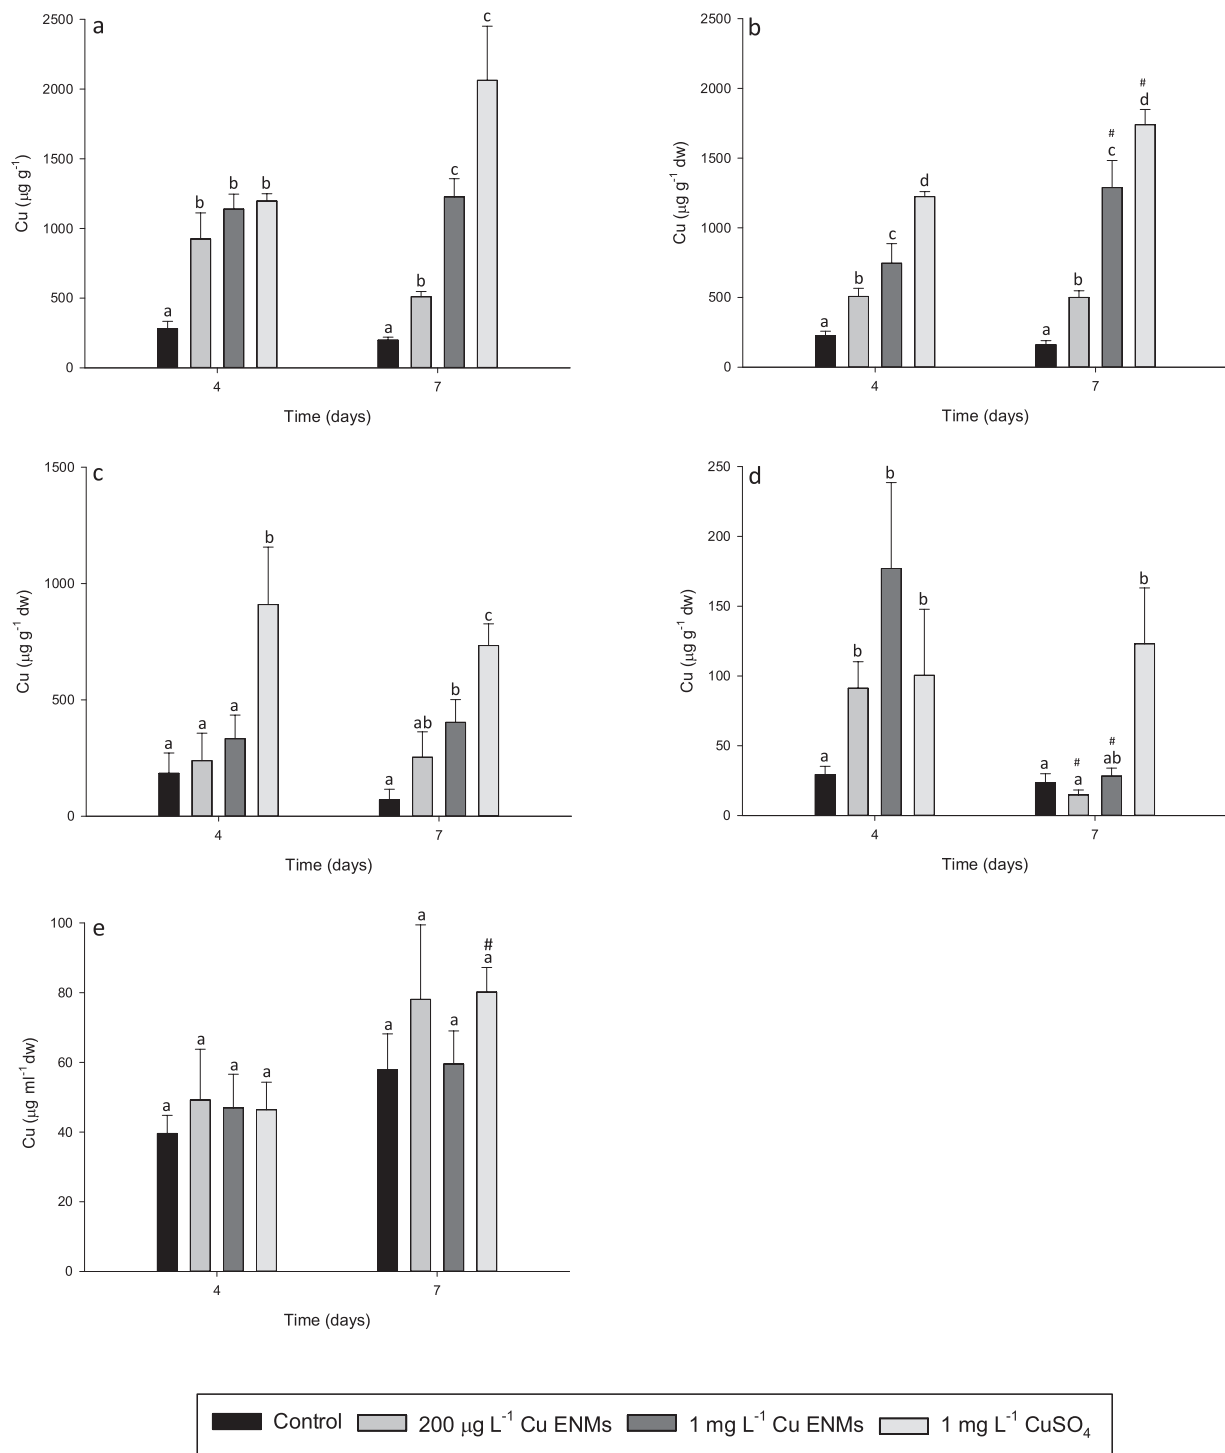 a
2500
2000
1500
1000
500
0
Cu (µg g⁻¹)
a
b
b
b
a
b
c
c
4
7
Time (days)
b
2500
2000
1500
1000
500
0
Cu (µg g⁻¹ dw)
a
b
c
d
a
b
#
c
#
d
4
7
Time (days)
c
1500
1000
500
0
Cu (µg g⁻¹ dw)
a
a
a
b
a
ab
b
c
4
7
Time (days)
d
250
200
150
100
50
0
Cu (µg g⁻¹ dw)
a
b
b
b
a
#
a
#
ab
b
4
7
Time (days)
e
100
80
60
40
20
0
Cu (µg ml⁻¹ dw)
a
a
a
a
a
a
a
#
a
4
7
Time (days)
Control 200 µg L⁻¹ Cu ENMs 1 mg L⁻¹ Cu ENMs 1 mg L⁻¹ CuSO₄